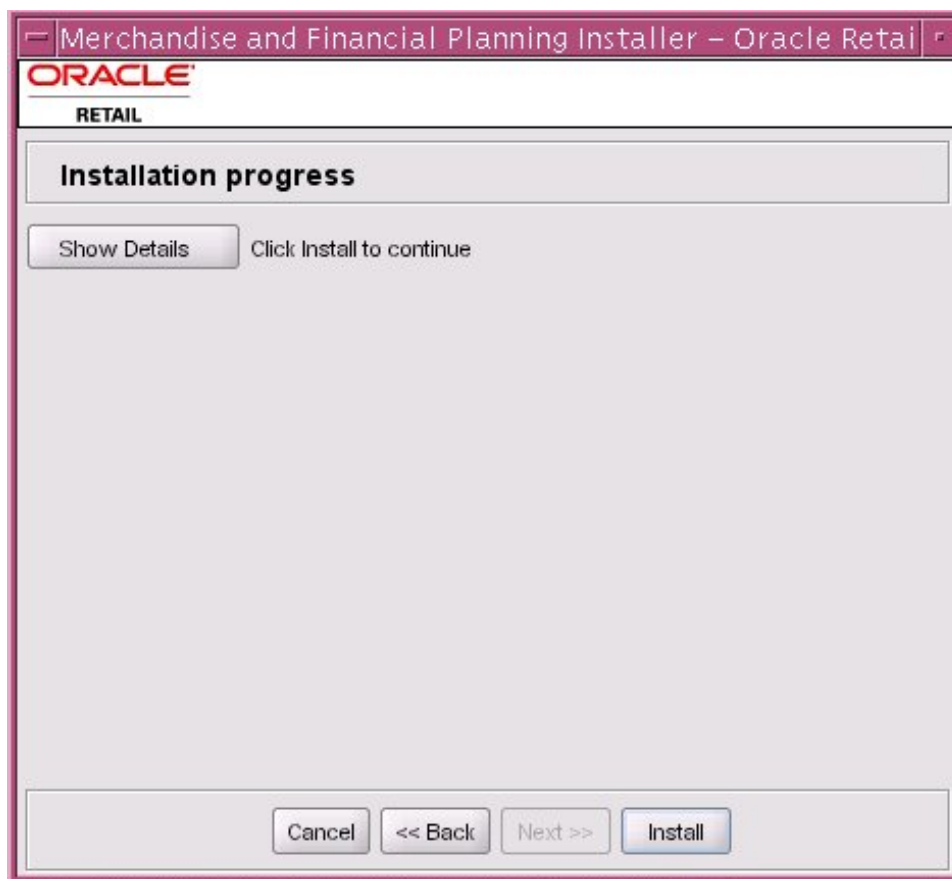 Merchandise and Financial Planning Installer – Oracle Retai
ORACLE
RETAIL
Installation progress
Show Details Click Install to continue
Cancel << Back Next >> Install